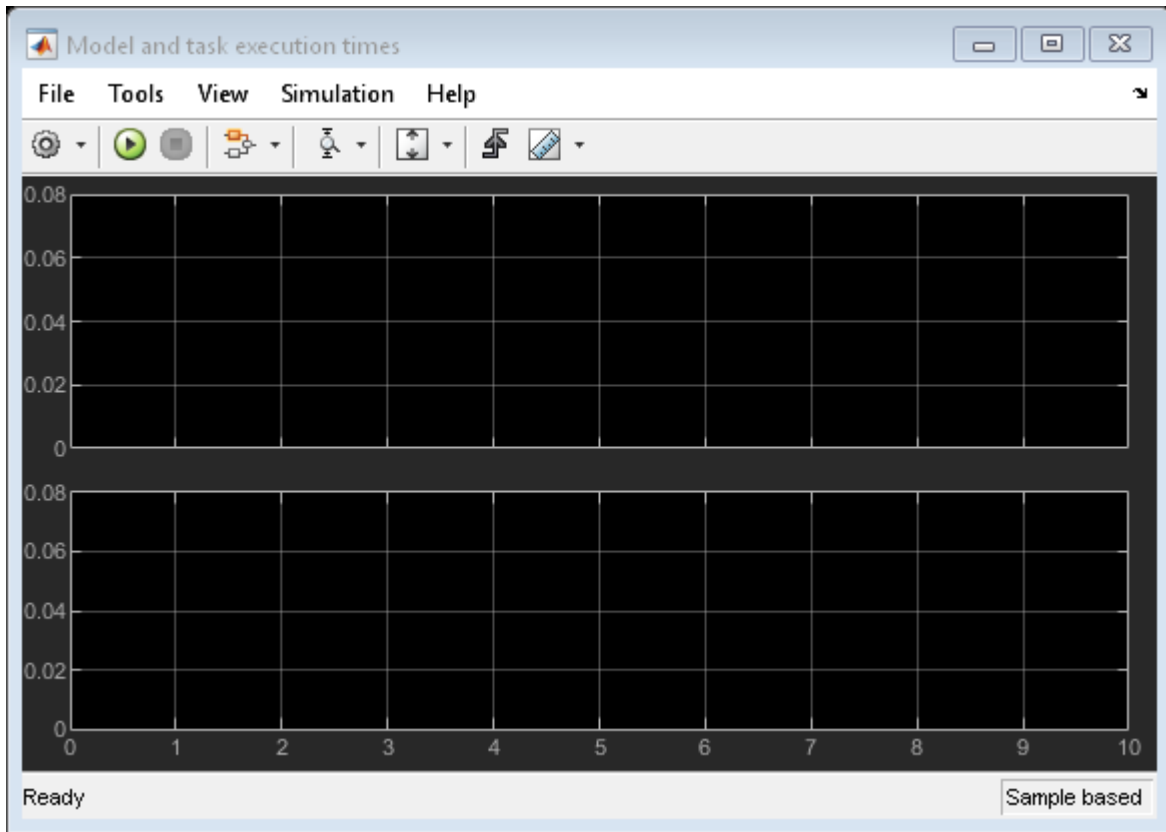 Model and task execution times
File Tools View Simulation Help
0.08
0.06
0.04
0.02
0
0.08
0.06
0.04
0.02
0
0 1 2 3 4 5 6 7 8 9 10
Ready Sample based